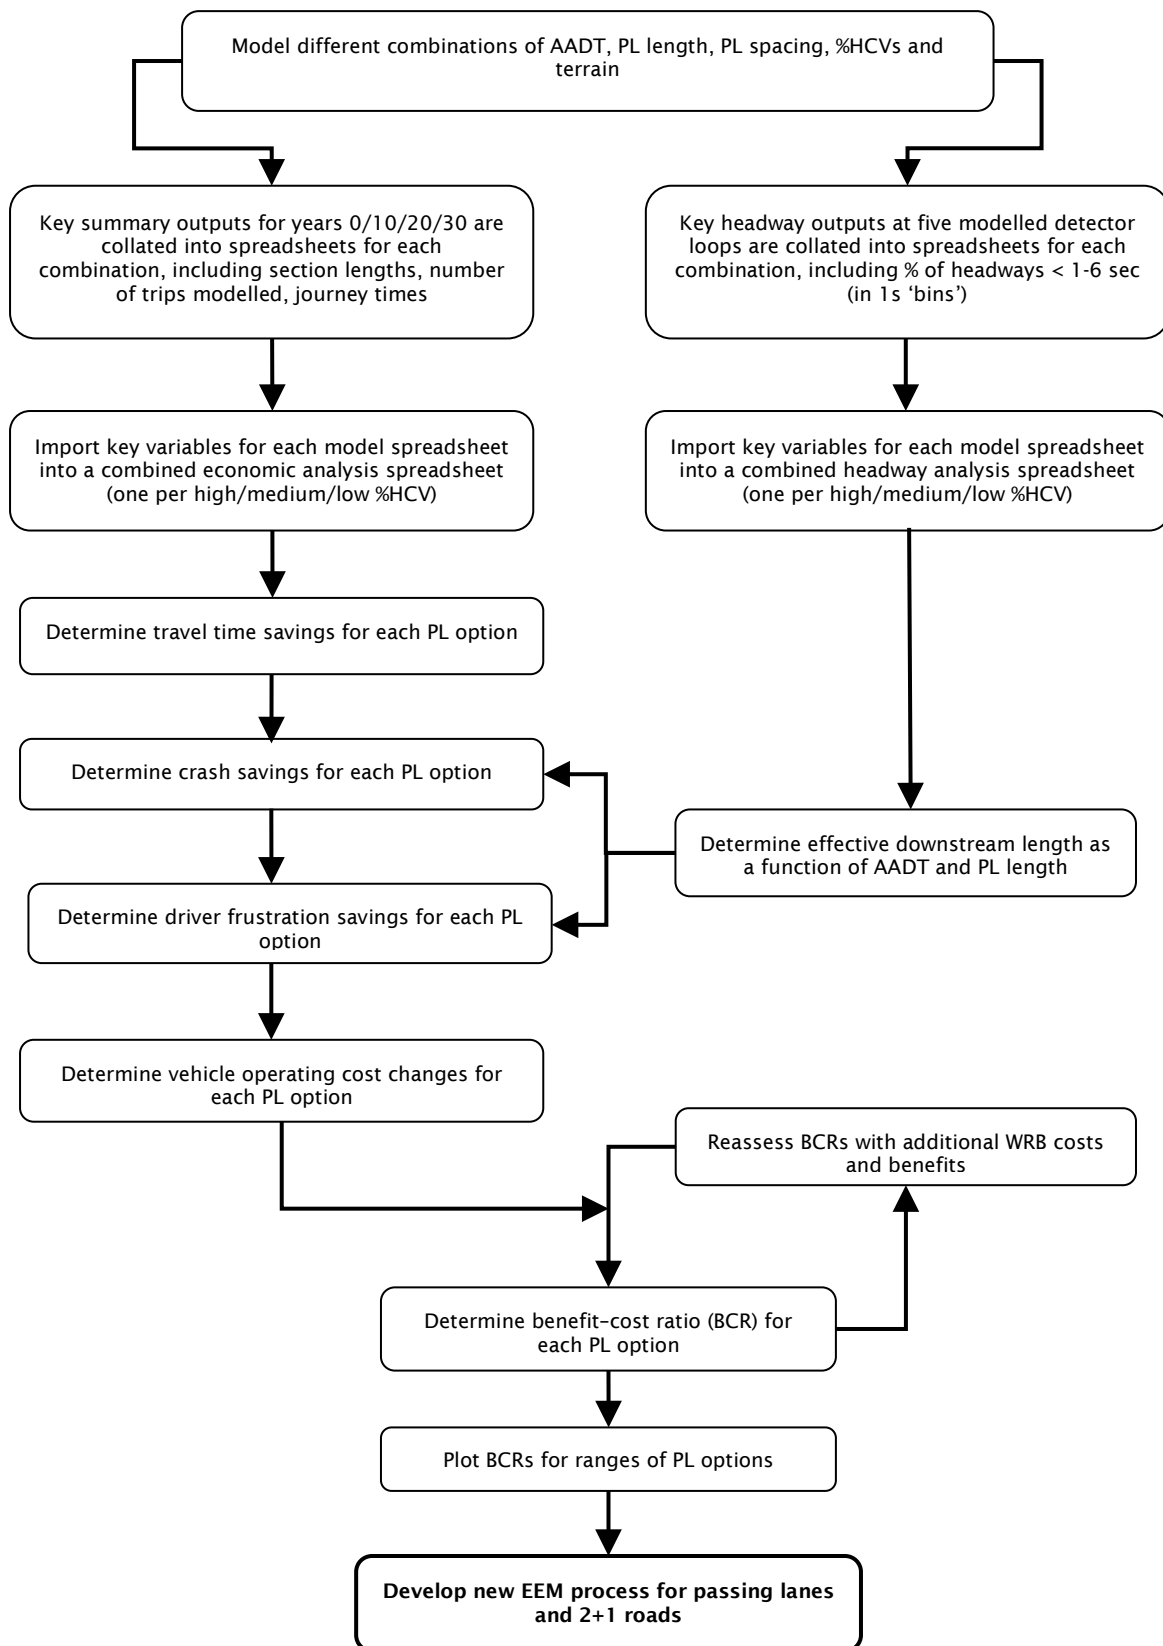 Model different combinations of AADT, PL length, PL spacing, %HCVs and
terrain
Key summary outputs for years 0/10/20/30 are
collated into spreadsheets for each
combination, including section lengths, number
of trips modelled, journey times
Key headway outputs at five modelled detector
loops are collated into spreadsheets for each
combination, including % of headways < 1-6 sec
(in 1s ‘bins’)
Import key variables for each model spreadsheet
into a combined economic analysis spreadsheet
(one per high/medium/low %HCV)
Import key variables for each model spreadsheet
into a combined headway analysis spreadsheet
(one per high/medium/low %HCV)
Determine travel time savings for each PL option
Determine crash savings for each PL option
Determine effective downstream length as
a function of AADT and PL length
Determine driver frustration savings for each PL
option
Determine vehicle operating cost changes for
each PL option
Reassess BCRs with additional WRB costs
and benefits
Determine benefit–cost ratio (BCR) for
each PL option
Plot BCRs for ranges of PL options
Develop new EEM process for passing lanes
and 2+1 roads